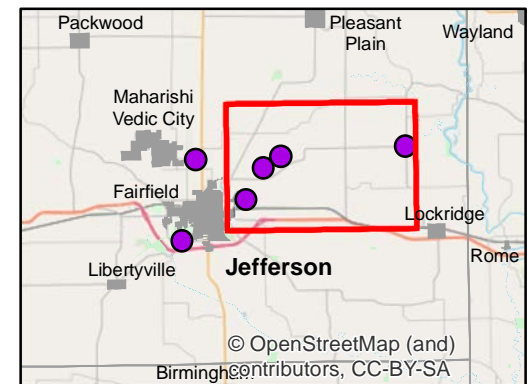 Packwood
Pleasant
Plain
Wayland
Maharishi
Vedic City
Fairfield
Lockridge
Rome
Jefferson
Libertyville
© OpenStreetMap (and)
contributors, CC-BY-SA